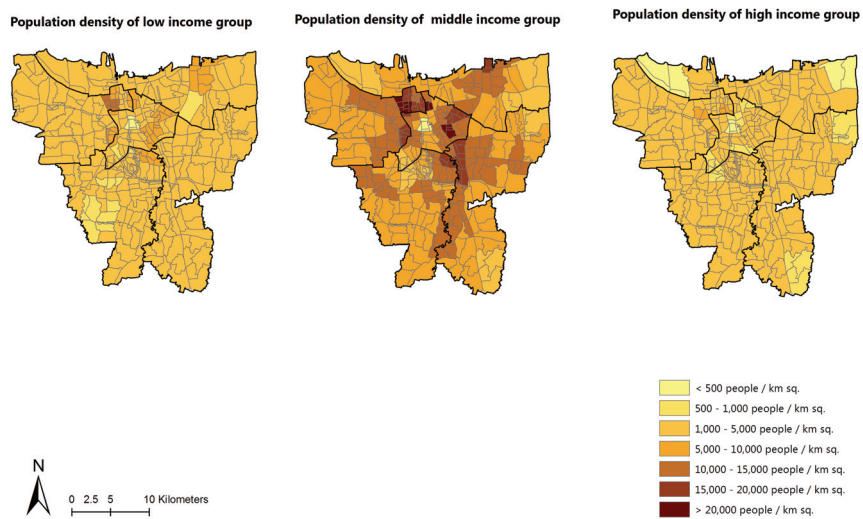 Population density of low income group
Population density of  middle income group
Population density of high income group
< 500 people / km sq.
500 - 1,000 people / km sq.
1,000 - 5,000 people / km sq.
5,000 - 10,000 people / km sq.
10,000 - 15,000 people / km sq.
15,000 - 20,000 people / km sq.
> 20,000 people / km sq.
N
0 2.5 5 10 Kilometers